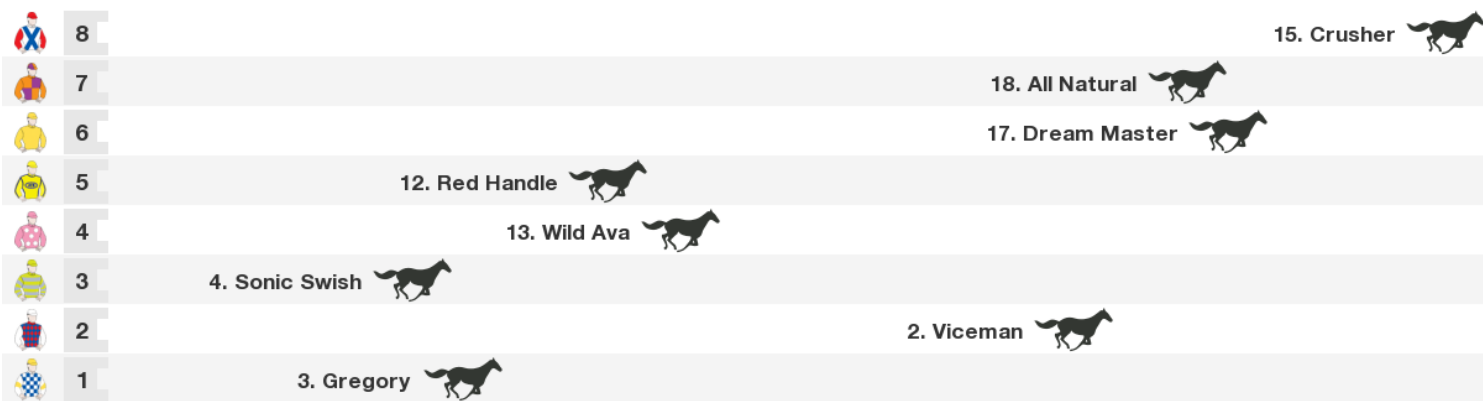 8 15. Crusher
7 18. All Natural
6 17. Dream Master
5 12. Red Handle
4 13. Wild Ava
3 4. Sonic Swish
2 2. Viceman
1 3. Gregory